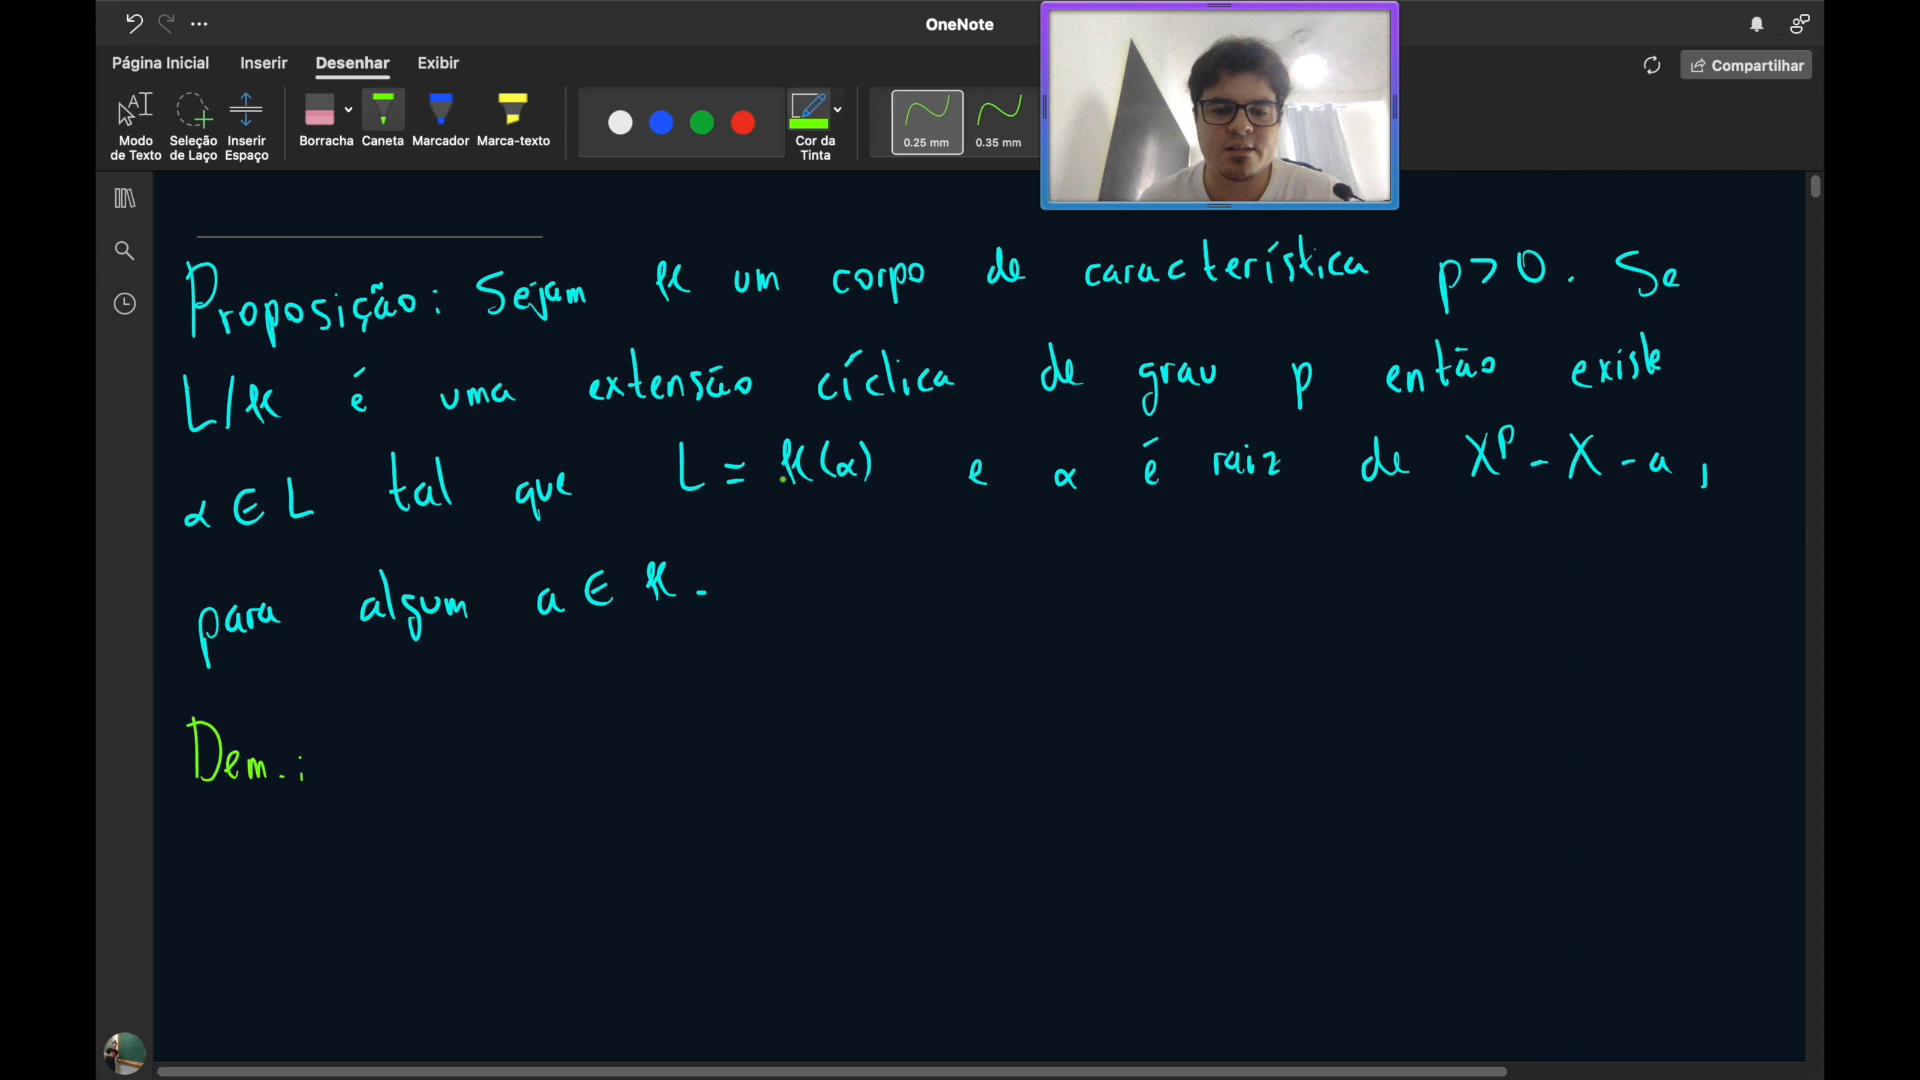 OneNote
Página Inicial Inserir Desenhar Exibir
Compartilhar
Modo de Texto
Seleção de Laço
Inserir Espaço
Borracha Caneta Marcador Marca-texto
Cor da Tinta
0.25 mm 0.35 mm
Proposição: Sejam K um corpo de característica p>0. Se
L/K é uma extensão cíclica de grau p então existe
α ∈ L tal que L = K(α) e α é raiz de X^p - X - a,
para algum a ∈ K.
Dem.: